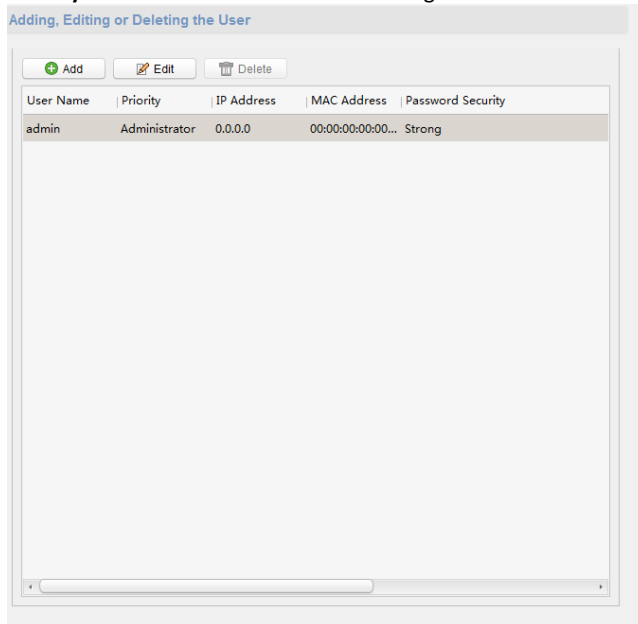 Adding, Editing or Deleting the User
Add Edit Delete
User Name Priority IP Address MAC Address Password Security
admin Administrator 0.0.0.0 00:00:00:00:00... Strong